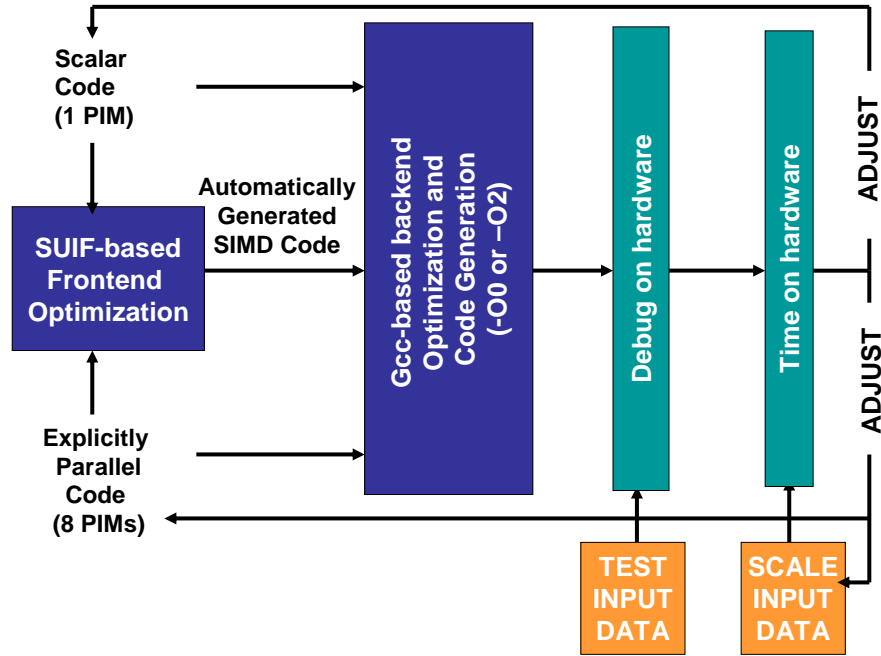 Scalar
Code
(1 PIM)
SUIF-based
Frontend
Optimization
Explicitly
Parallel
Code
(8 PIMs)
Automatically
Generated
SIMD Code
Gcc-based backend
Optimization and
Code Generation
(-O0 or –O2)
Debug on hardware
Time on hardware
ADJUST
ADJUST
TEST
INPUT
DATA
SCALE
INPUT
DATA